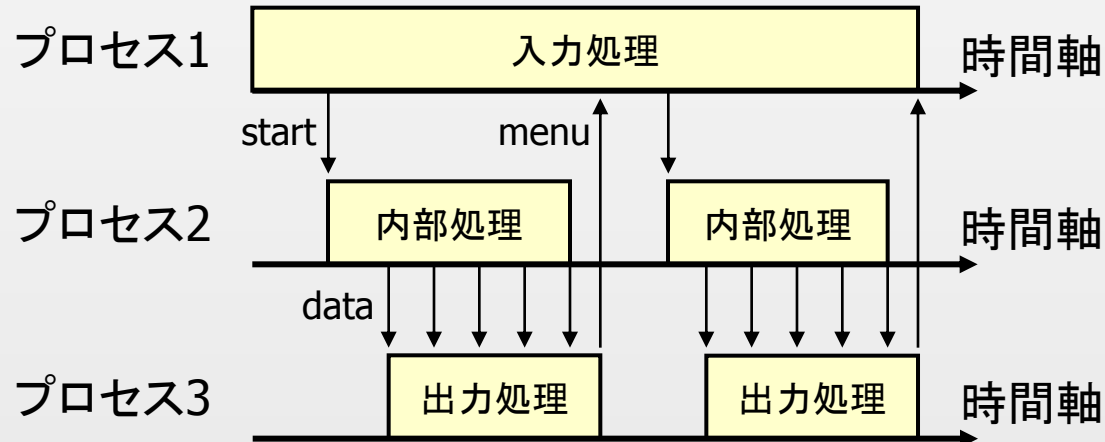 プロセス1
入力処理
時間軸
start
menu
プロセス2
内部処理
内部処理
時間軸
data
プロセス3
出力処理
出力処理
時間軸